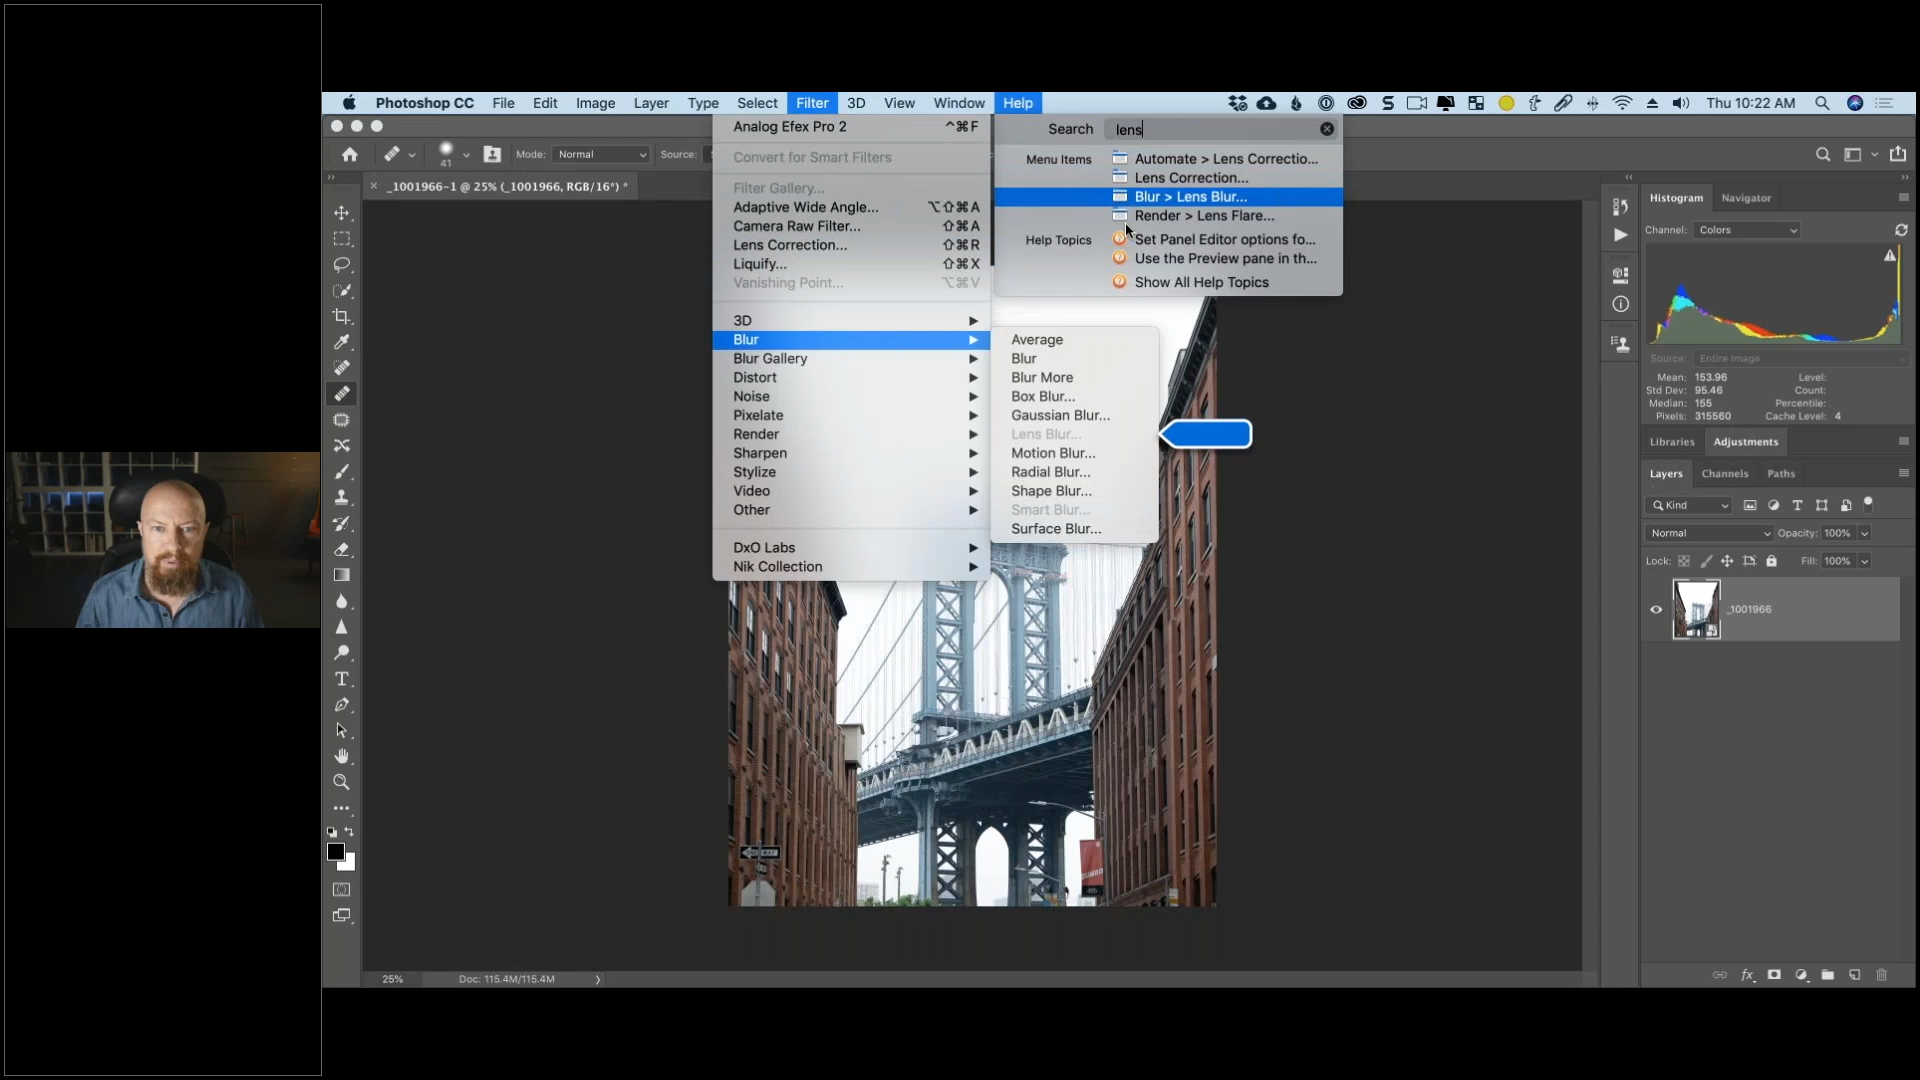 Photoshop CC File Edit Image Layer Type Select Filter 3D View Window Help Thu 10:22 AM
41 Mode: Normal Source:
_1001966-1 @ 25% (_1001966, RGB/16*) *
Analog Efex Pro 2 ^⌘F
Convert for Smart Filters
Filter Gallery...
Adaptive Wide Angle... ⌥⇧⌘A
Camera Raw Filter... ⇧⌘A
Lens Correction... ⇧⌘R
Liquify... ⇧⌘X
Vanishing Point... ⌥⌘V
3D
Blur
Blur Gallery
Distort
Noise
Pixelate
Render
Sharpen
Stylize
Video
Other
DxO Labs
Nik Collection
Search lens
Menu Items Automate > Lens Correctio...
Lens Correction...
Blur > Lens Blur...
Render > Lens Flare...
Help Topics Set Panel Editor options fo...
Use the Preview pane in th...
Show All Help Topics
Average
Blur
Blur More
Box Blur...
Gaussian Blur...
Lens Blur...
Motion Blur...
Radial Blur...
Shape Blur...
Smart Blur...
Surface Blur...
Histogram Navigator
Channel: Colors
Source: Entire Image
Mean: 153.96 Level:
Std Dev: 95.46 Count:
Median: 155 Percentile:
Pixels: 315560 Cache Level: 4
Libraries Adjustments
Layers Channels Paths
Kind
Normal Opacity: 100%
Lock: Fill: 100%
_1001966
ONE WAY
DUMBO
25% Doc: 115.4M/115.4M